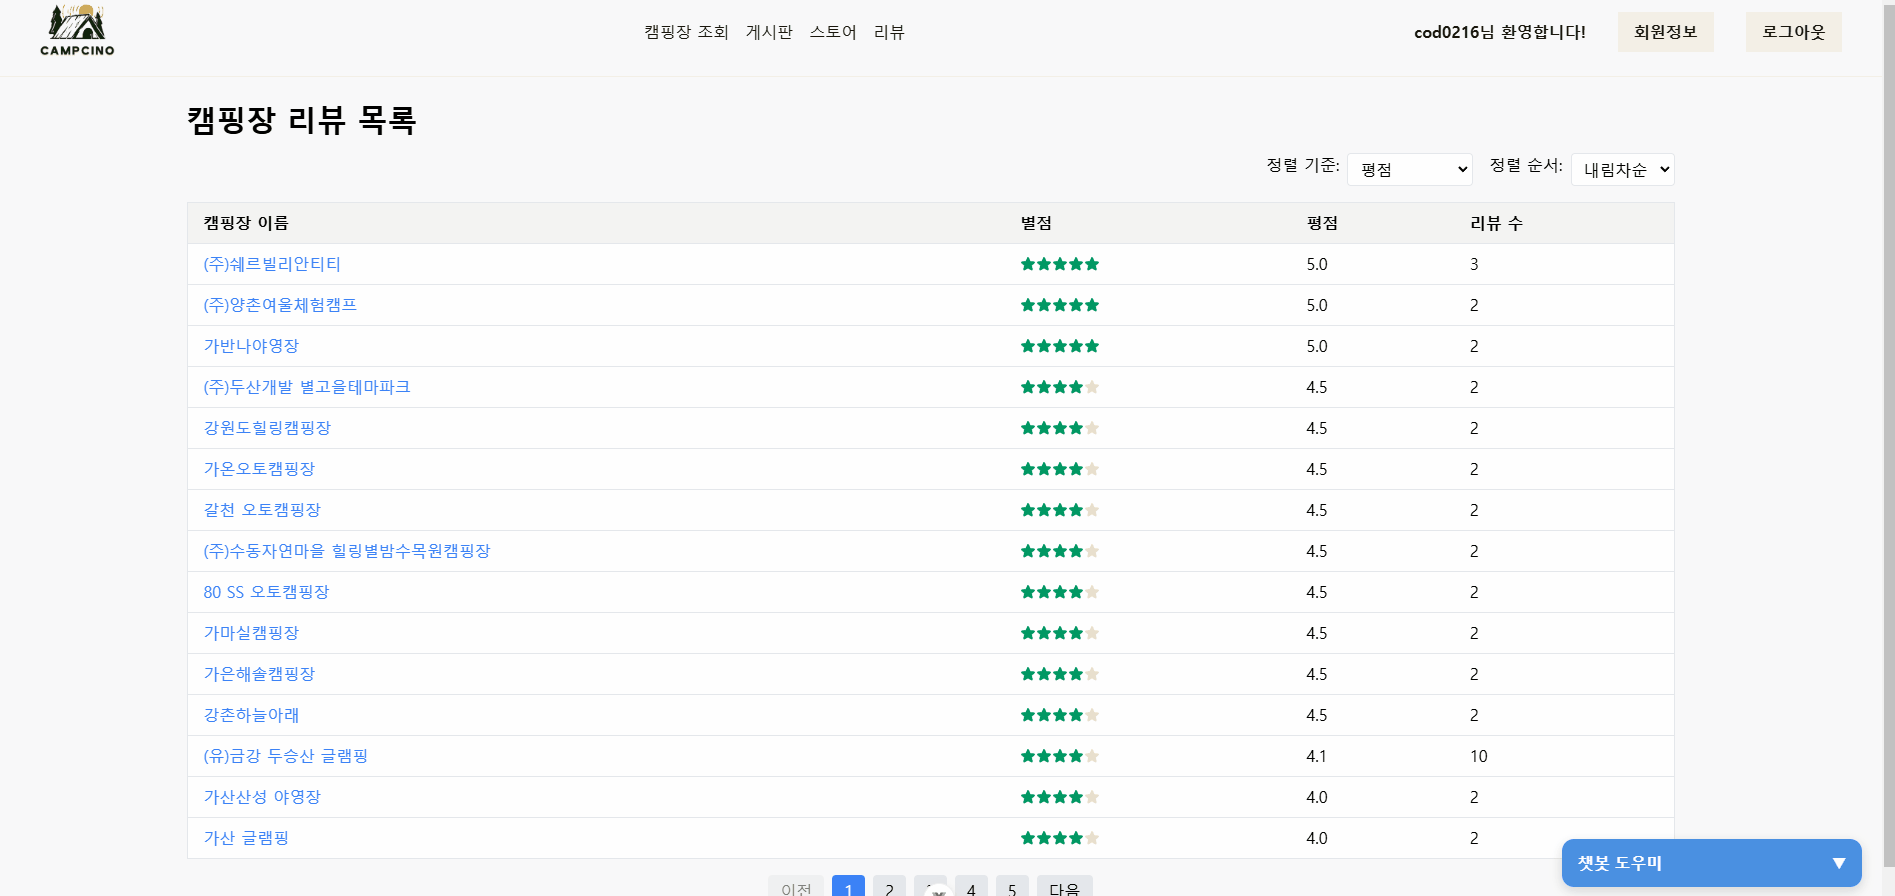 CAMPCINO
캠핑장 조회 게시판 스토어 리뷰
cod0216님 환영합니다! 회원정보 로그아웃
캠핑장 리뷰 목록
정렬 기준: 평점 정렬 순서: 내림차순
캠핑장 이름 별점 평점 리뷰 수
(주)쉐르빌리안티티 5.0 3
(주)양촌여울체험캠프 5.0 2
가반나야영장 5.0 2
(주)두산개발 별고을테마파크 4.5 2
강원도힐링캠핑장 4.5 2
가온오토캠핑장 4.5 2
갈천 오토캠핑장 4.5 2
(주)수동자연마을 힐링별밤수목원캠핑장 4.5 2
80 SS 오토캠핑장 4.5 2
가마실캠핑장 4.5 2
가은해솔캠핑장 4.5 2
강촌하늘아래 4.5 2
(유)금강 두승산 글램핑 4.1 10
가산산성 야영장 4.0 2
가산 글램핑 4.0 2
챗봇 도우미 ▼
이전 1 2 4 5 다음